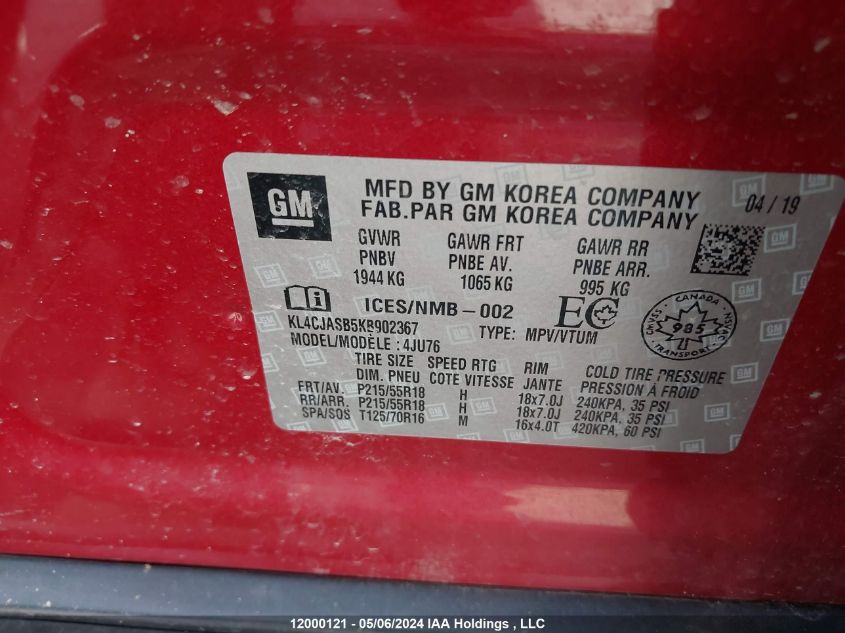 GM
MFD BY GM KOREA COMPANY 04 / 19
FAB.PAR GM KOREA COMPANY
GVWR GAWR FRT GAWR RR
PNBV PNBE AV. PNBE ARR.
1944 KG 1065 KG 995 KG
ICES/NMB-002 EC
KL4CJASB5KB902367 TYPE: MPV/VTUM
MODEL/MODÈLE : 4JU76
CANADA
985
TRANSPORT
TIRE SIZE SPEED RTG RIM COLD TIRE PRESSURE
DIM. PNEU COTE VITESSE JANTE PRESSION À FROID
FRT/AV. P215/55R18 H 18x7.0J 240KPA, 35 PSI
RR/ARR. P215/55R18 H 18x7.0J 240KPA, 35 PSI
SPA/SOS T125/70R16 M 16x4.0T 420KPA, 60 PSI
12000121 - 05/06/2024 IAA Holdings , LLC